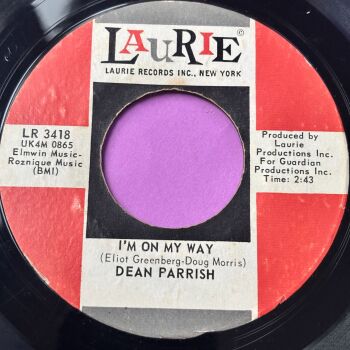 LAURIE ©
LAURIE RECORDS INC., NEW YORK
LR 3418
UK4M 0865
Elmwin Music-
Roznique Music
(BMI)
Produced by
Laurie
Productions Inc.
For Guardian
Productions Inc.
Time: 2:43
I'M ON MY WAY
(Eliot Greenberg-Doug Morris)
DEAN PARRISH